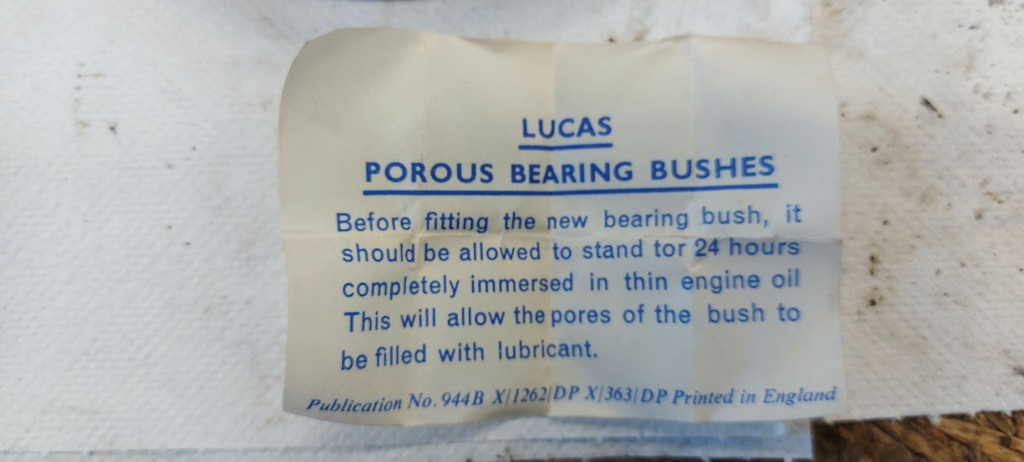 LUCAS
POROUS BEARING BUSHES
Before fitting the new bearing bush, it
should be allowed to stand tor 24 hours
completely immersed in thin engine oil
This will allow the pores of the bush to
be filled with lubricant.
Publication No. 944B X/1262/DP X/363/DP Printed in England